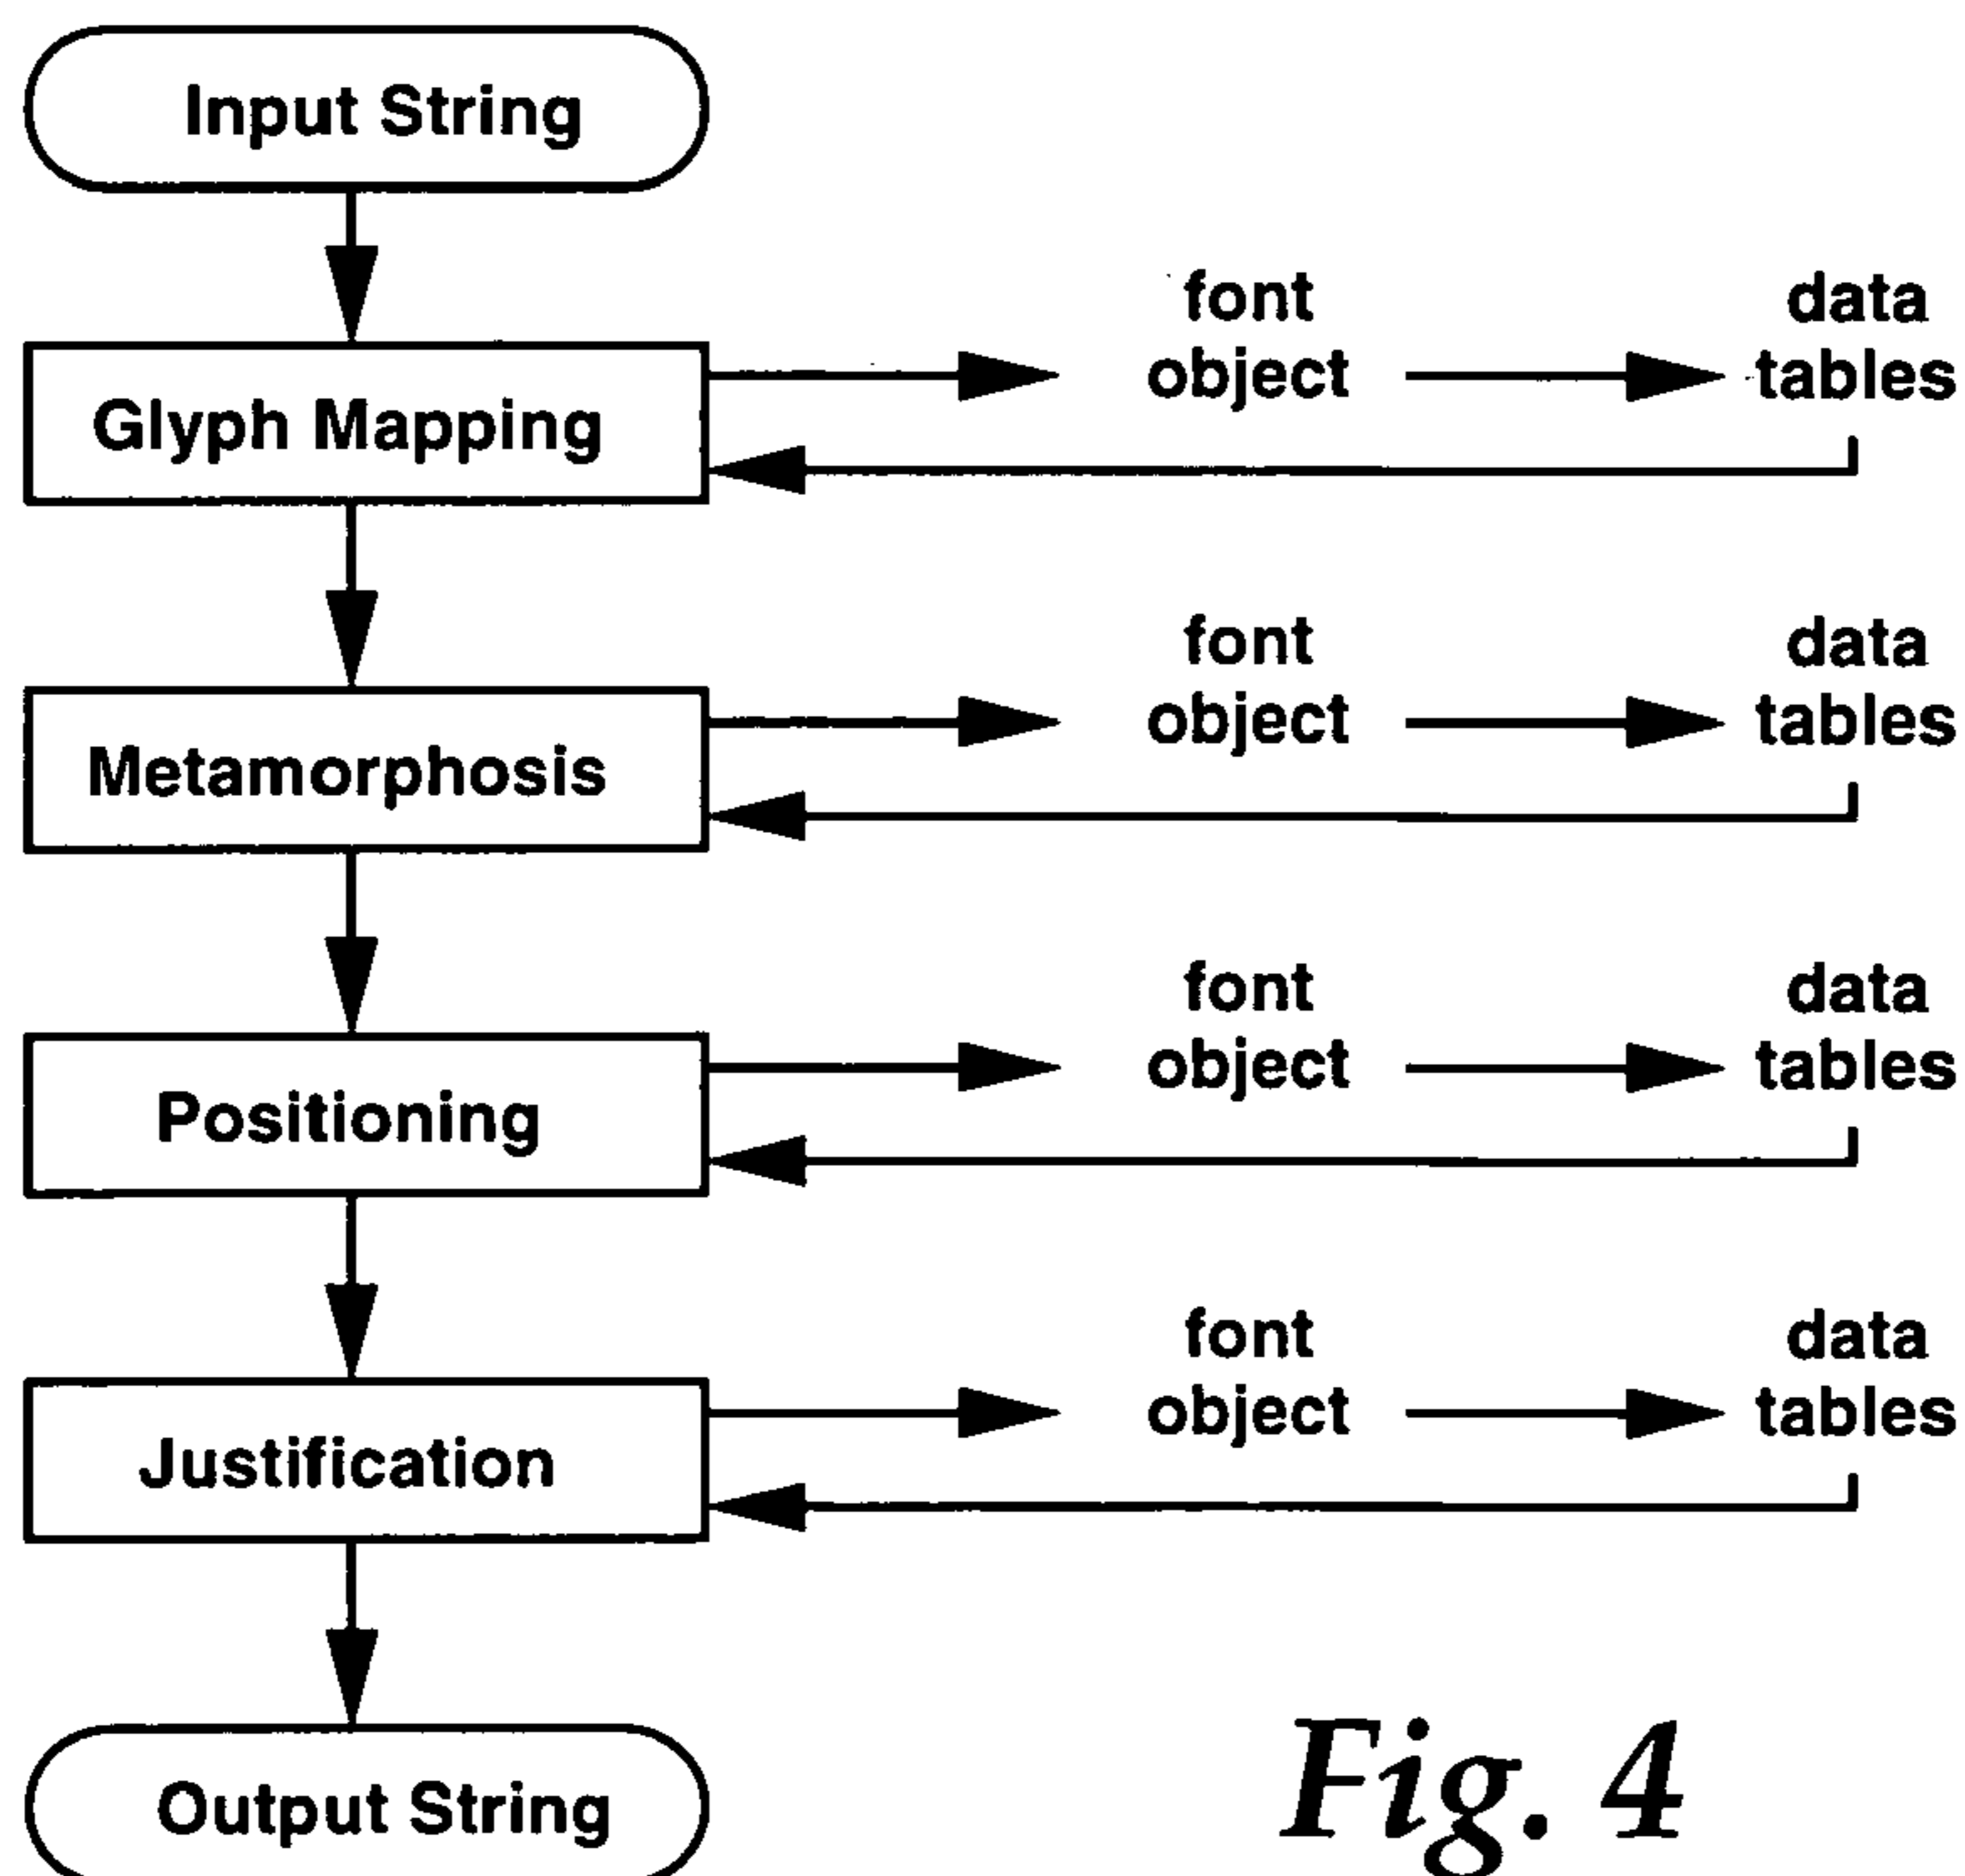 Input String
font
data
object
tables
Glyph Mapping
font
data
object
tables
Metamorphosis
font
data
object
tables
Positioning
font
data
object
tables
Justification
Output String
Fig. 4